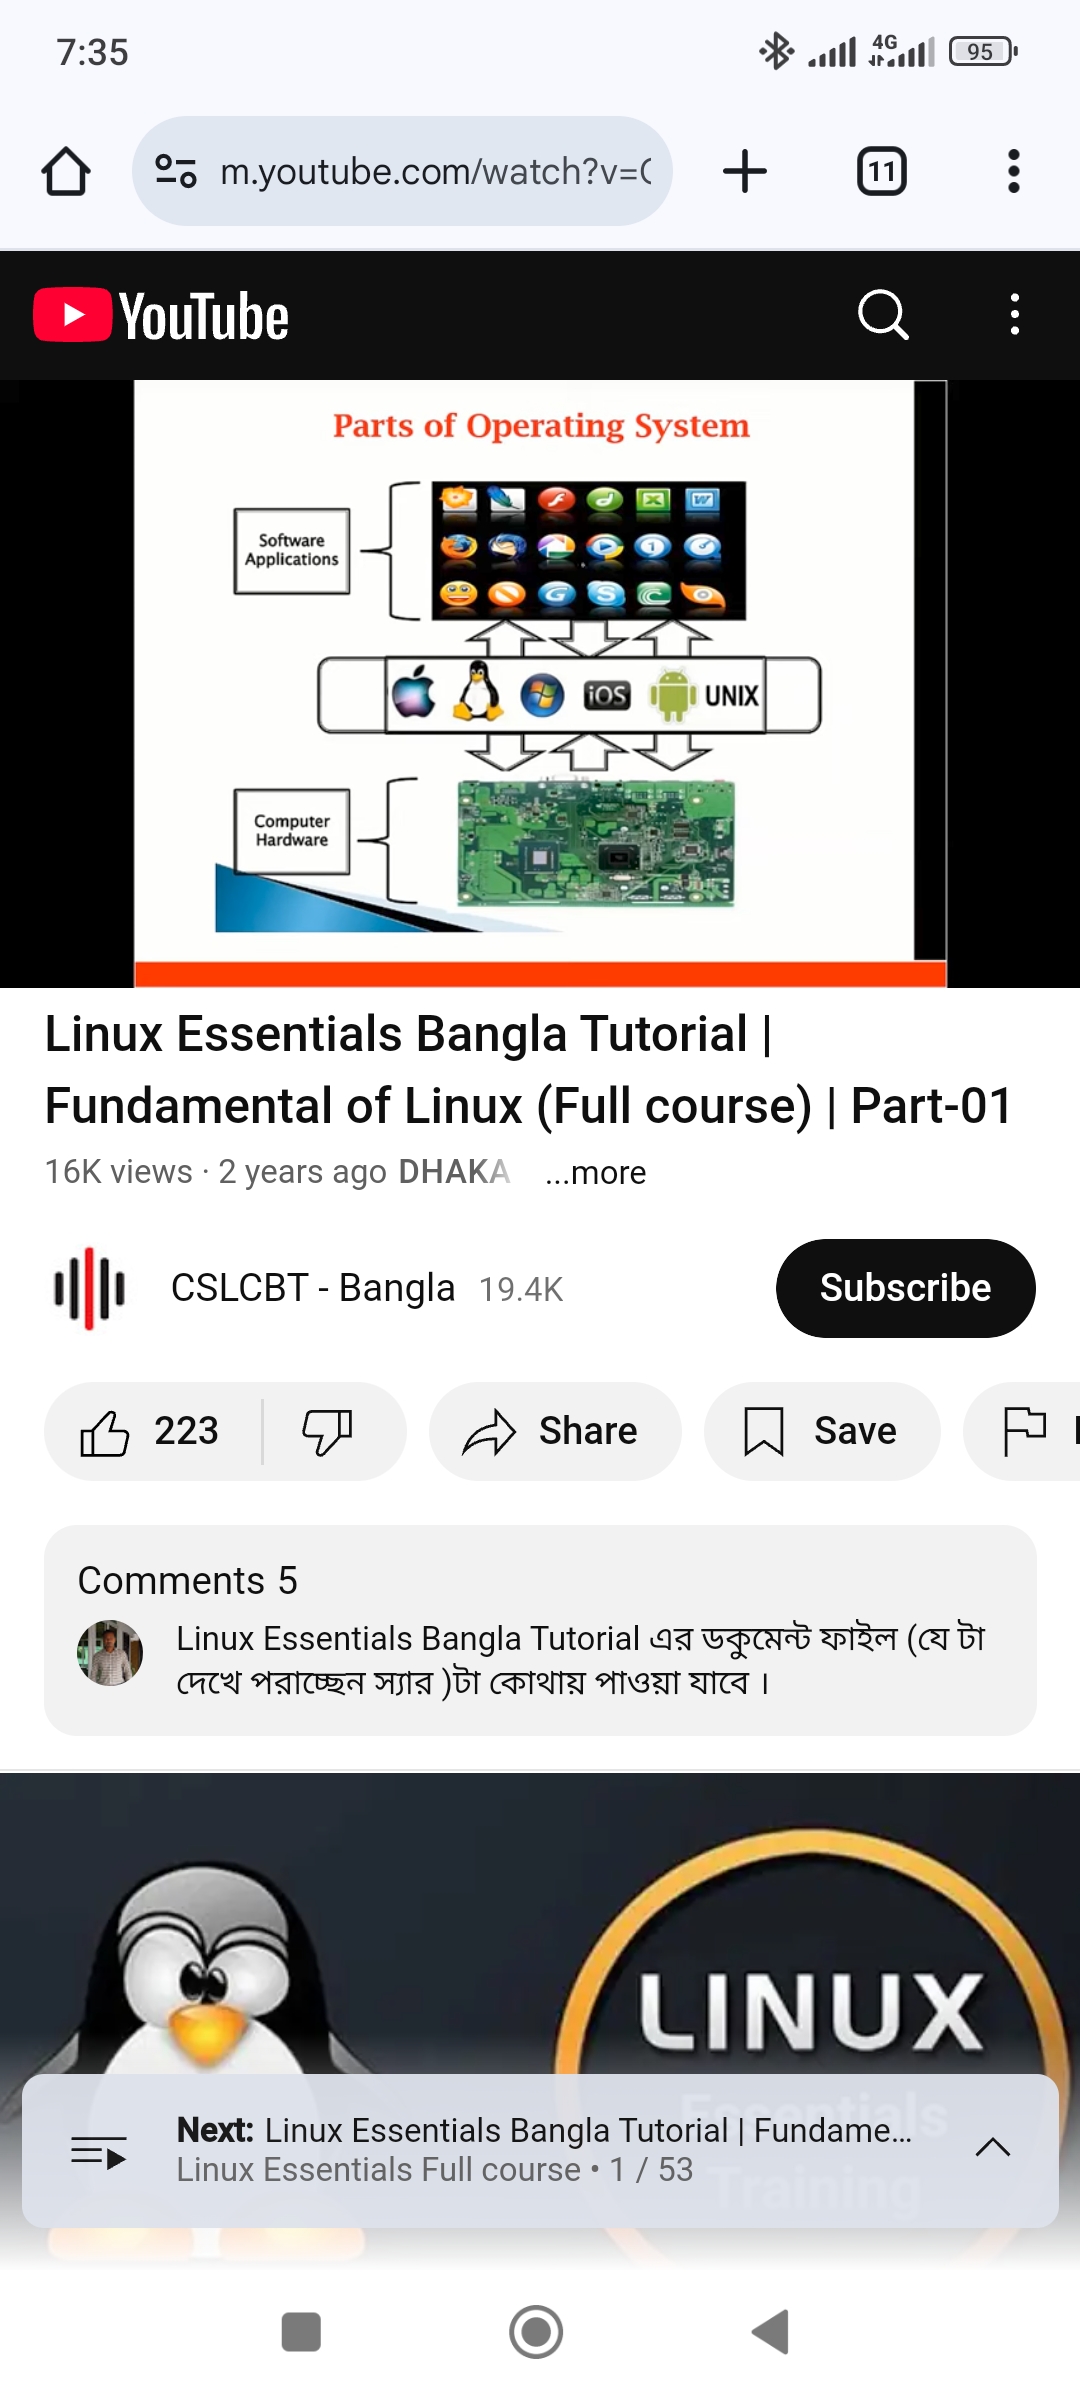 7:35
4G
95
m.youtube.com/watch?v=
11
YouTube
Parts of Operating System
Software
Applications
iOS
UNIX
Computer
Hardware
Linux Essentials Bangla Tutorial |
Fundamental of Linux (Full course) | Part-01
16K views · 2 years ago DHAKA ...more
CSLCBT - Bangla 19.4K
Subscribe
223
Share
Save
Comments 5
Linux Essentials Bangla Tutorial এর ডকুমেন্ট ফাইল (যে টা
দেখে পরাচ্ছেন স্যার )টা কোথায় পাওয়া যাবে ।
LINUX
Essentials
Training
Next: Linux Essentials Bangla Tutorial | Fundame...
Linux Essentials Full course • 1 / 53